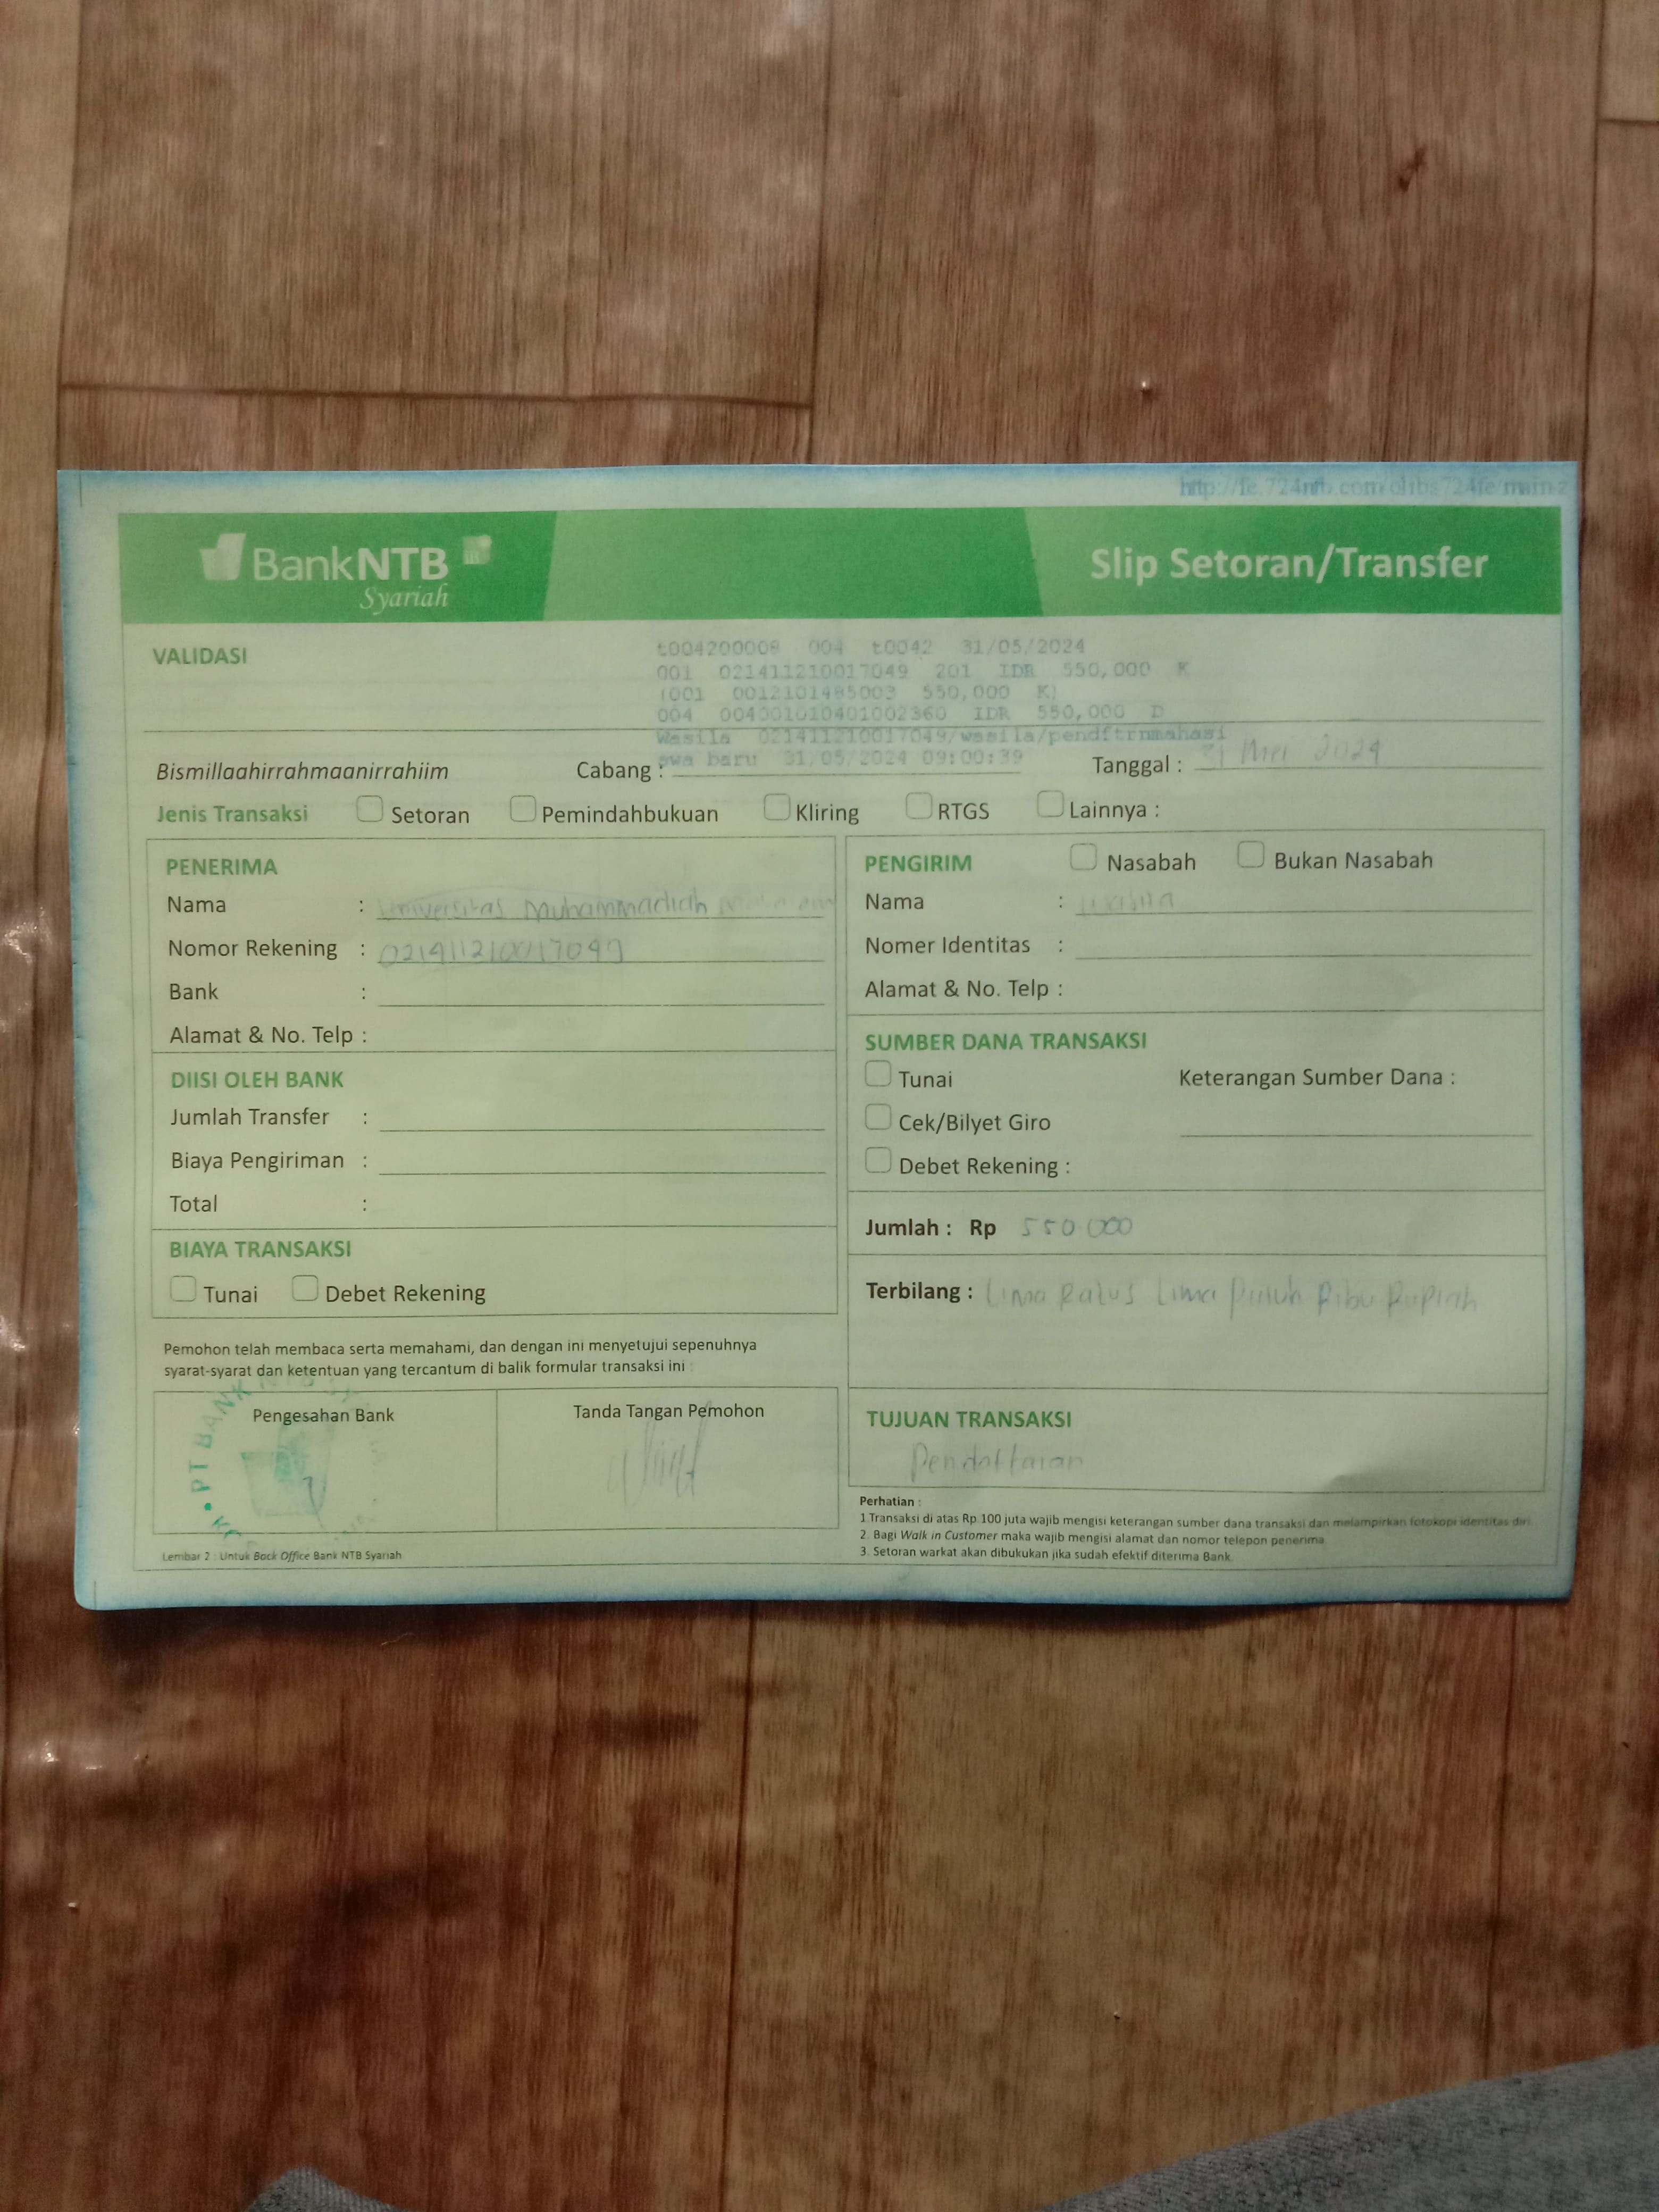 http://fe.724ntb.com/olibs724fe/main.z
BankNTB
Syariah
Slip Setoran/Transfer
VALIDASI
t004200008 004 t0042 31/05/2024
001 021411210017049 201 IDR 550,000 K
(001 0012101485003 550,000 K)
004 004001010401002360 IDR 550,000 D
Wasila 021411210017049/wasila/pendftrnmahasi
swa baru 31/05/2024 09:00:39
Bismillaahirrahmaanirrahiim Cabang : Tanggal : 31 Mei 2024
Jenis Transaksi Setoran Pemindahbukuan Kliring RTGS Lainnya :
PENERIMA
Nama : Universitas Muhammadiah
Nomor Rekening : 021411210017049
Bank :
Alamat & No. Telp :
DIISI OLEH BANK
Jumlah Transfer :
Biaya Pengiriman :
Total :
BIAYA TRANSAKSI
Tunai Debet Rekening
Pemohon telah membaca serta memahami, dan dengan ini menyetujui sepenuhnya
syarat-syarat dan ketentuan yang tercantum di balik formular transaksi ini
Pengesahan Bank Tanda Tangan Pemohon
PT BANK NTB SY
Lembar 2 : Untuk Back Office Bank NTB Syariah
PENGIRIM Nasabah Bukan Nasabah
Nama : Wasila
Nomer Identitas :
Alamat & No. Telp :
SUMBER DANA TRANSAKSI
Tunai Keterangan Sumber Dana :
Cek/Bilyet Giro
Debet Rekening :
Jumlah : Rp 550 000
Terbilang : Lima Ratus Lima Puluh Ribu Rupiah
TUJUAN TRANSAKSI
Pendaftaran
Perhatian :
1.Transaksi di atas Rp 100 juta wajib mengisi keterangan sumber dana transaksi dan melampirkan fotokopi identitas diri
2. Bagi Walk in Customer maka wajib mengisi alamat dan nomor telepon penerima
3. Setoran warkat akan dibukukan jika sudah efektif diterima Bank.